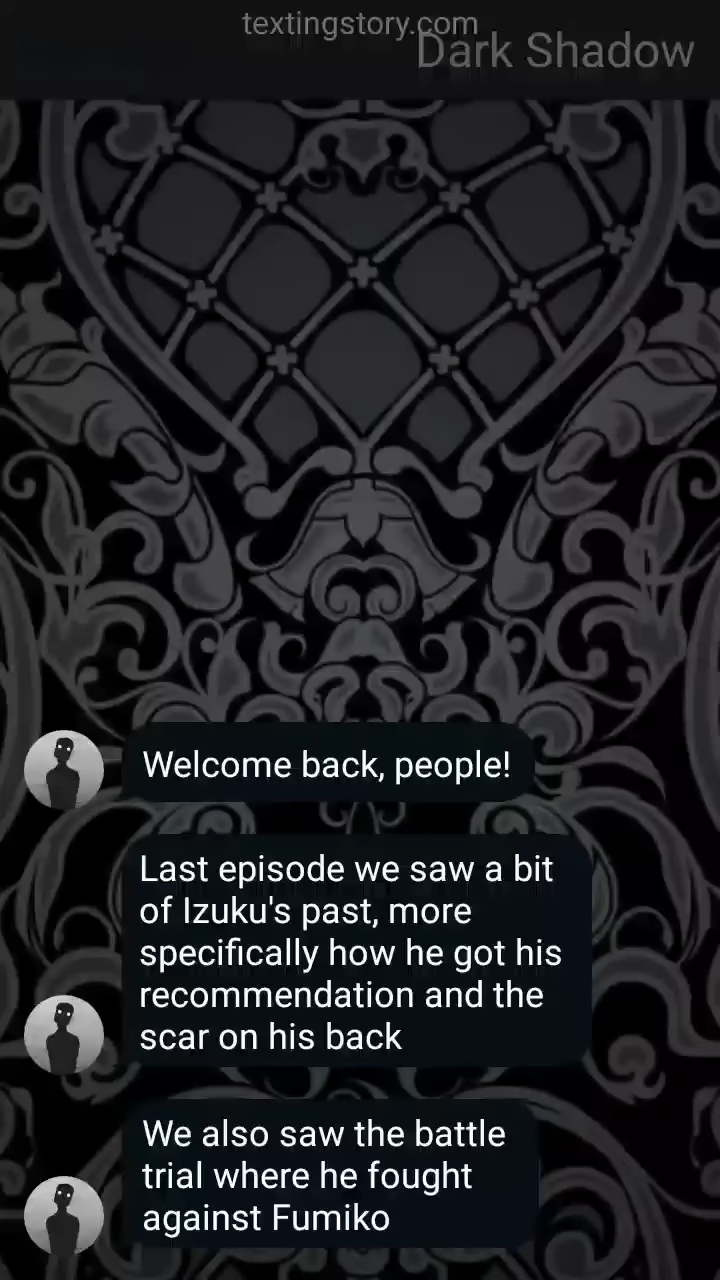 textingstory.com
Dark Shadow
Welcome back, people!
Last episode we saw a bit
of Izuku's past, more
specifically how he got his
recommendation and the
scar on his back
We also saw the battle
trial where he fought
against Fumiko